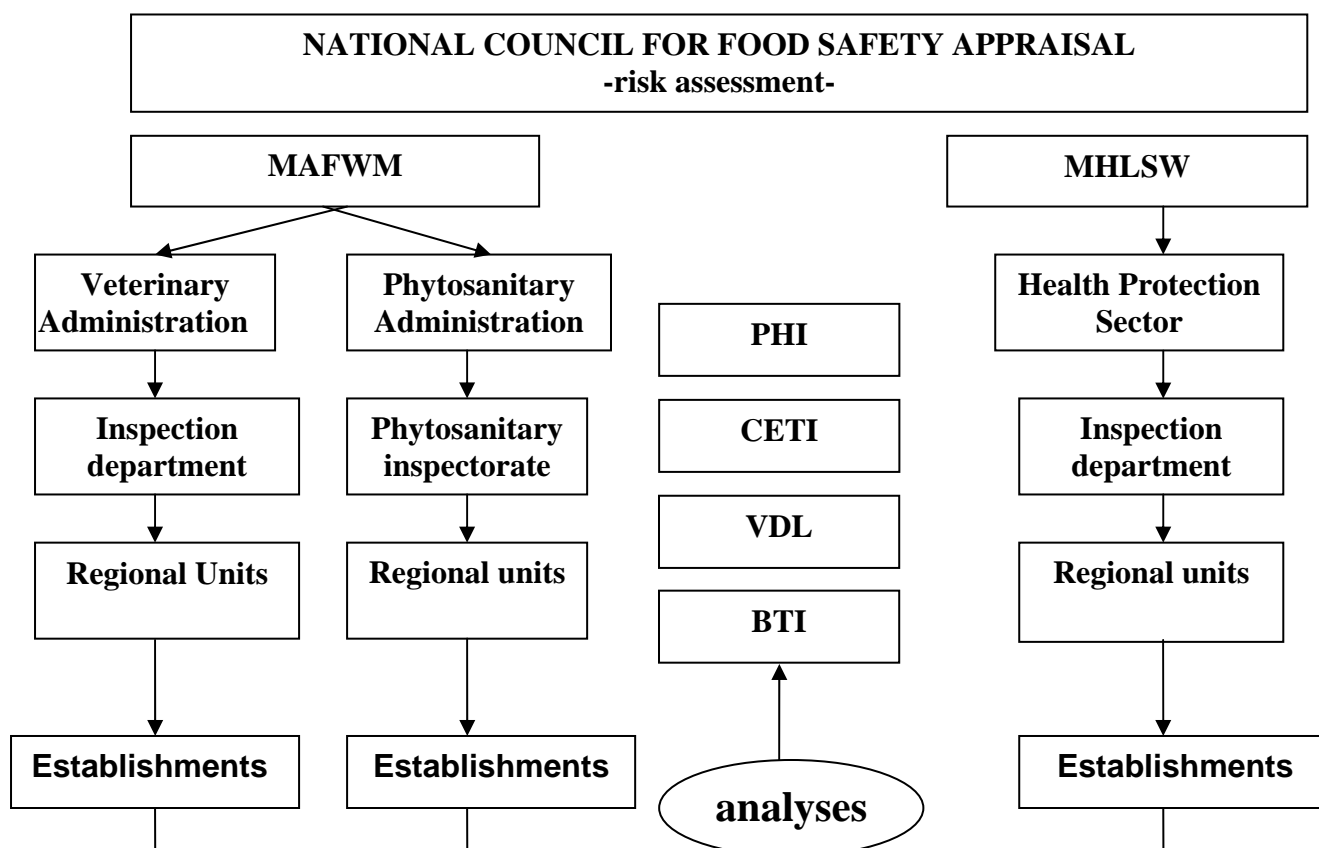 NATIONAL COUNCIL FOR FOOD SAFETY APPRAISAL
-risk assessment-
MAFWM
MHLSW
Veterinary
Administration
Phytosanitary
Administration
Health Protection
Sector
PHI
Inspection
department
Phytosanitary
inspectorate
CETI
Inspection
department
VDL
Regional Units
Regional units
Regional units
BTI
Establishments
Establishments
Establishments
analyses